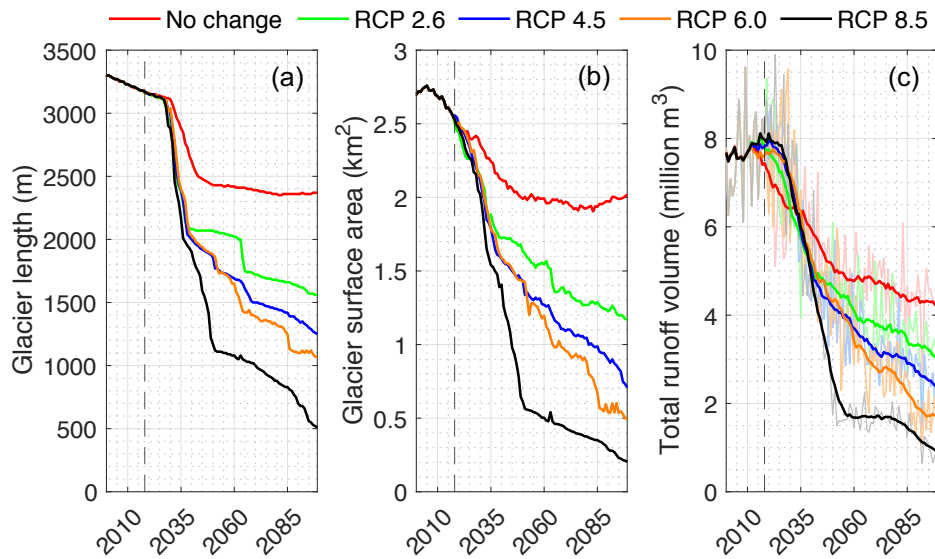 No change RCP 2.6 RCP 4.5 RCP 6.0 RCP 8.5
(a)
Glacier length (m)
3500
3000
2500
2000
1500
1000
500
0
2010 2035 2060 2085
(b)
Glacier surface area (km²)
3
2.5
2
1.5
1
0.5
0
2010 2035 2060 2085
(c)
Total runoff volume (million m³)
10
8
6
4
2
0
2010 2035 2060 2085